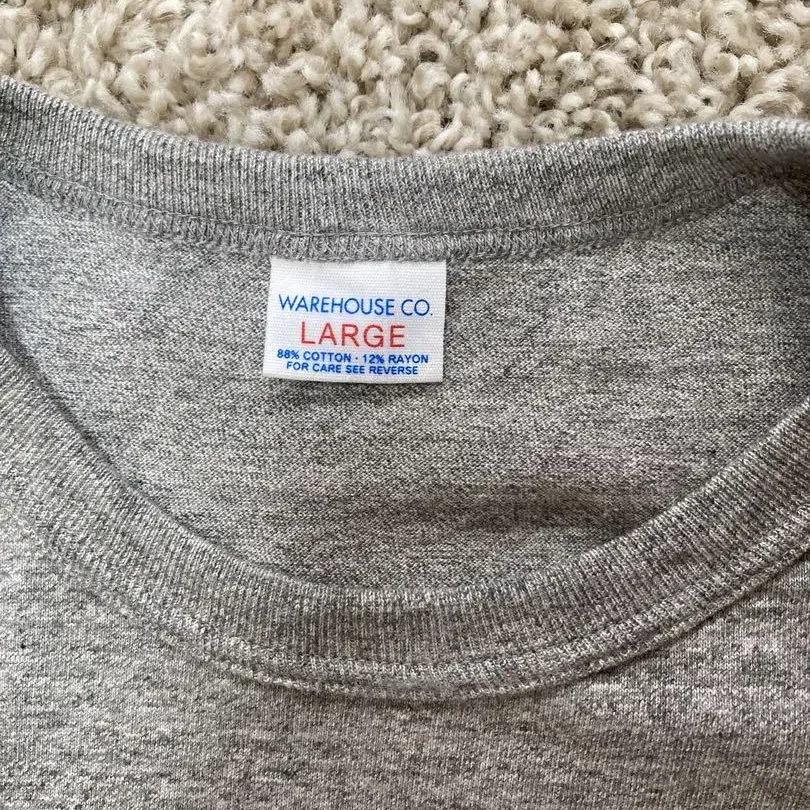 WAREHOUSE CO.
LARGE
88% COTTON · 12% RAYON
FOR CARE SEE REVERSE